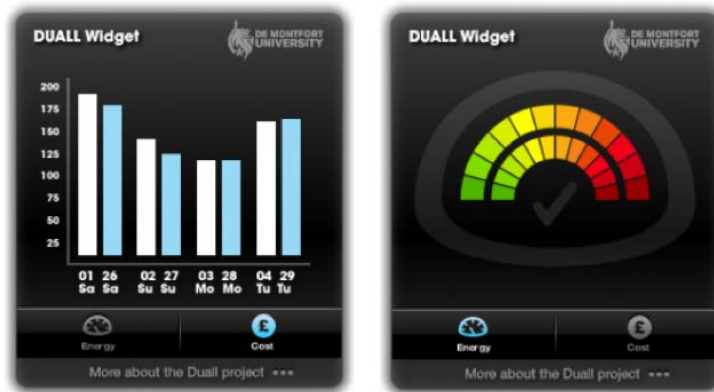 DUALL Widget
DE MONTFORT
UNIVERSITY
200
175
150
125
100
75
50
25
01 26 02 27 03 28 04 29
Sa Sa Su Su Mo Mo Tu Tu
Energy
£
Cost
More about the Duall project •••
DUALL Widget
DE MONTFORT
UNIVERSITY
Energy
£
Cost
More about the Duall project •••